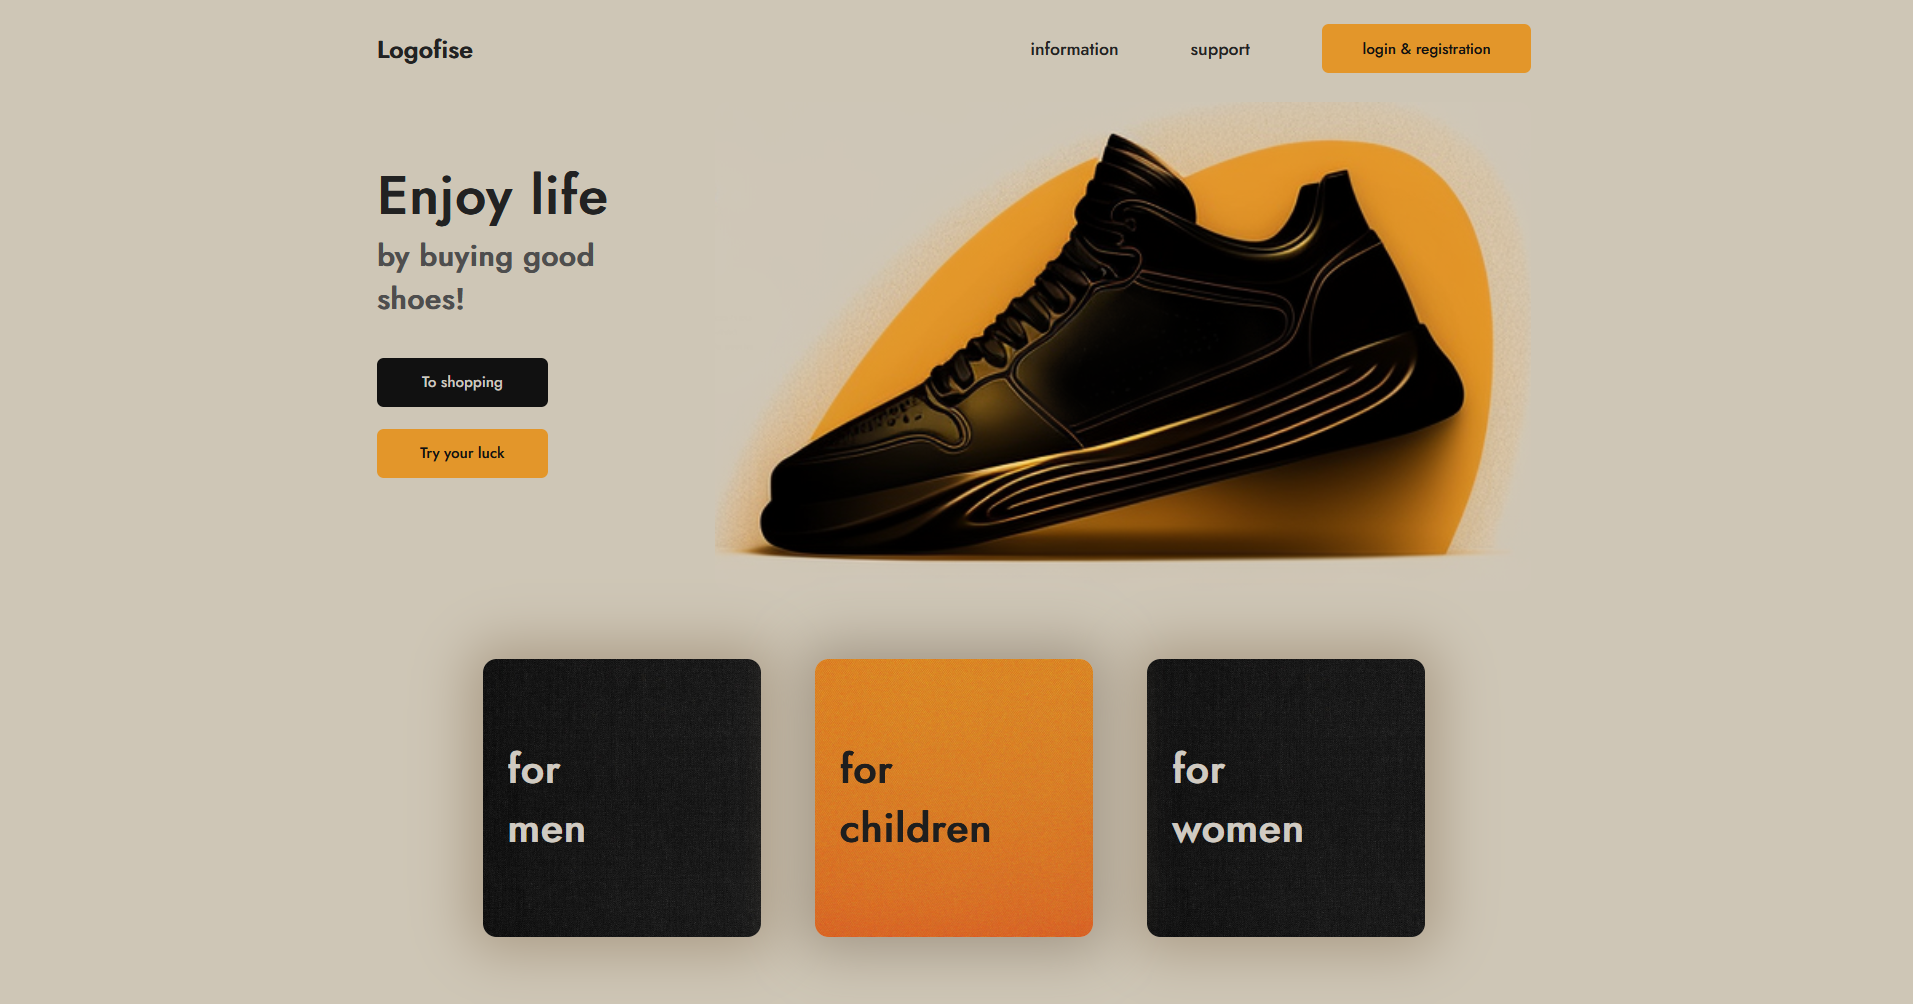 Logofise
information
support
login & registration
Enjoy life
by buying good
shoes!
To shopping
Try your luck
for
men
for
children
for
women